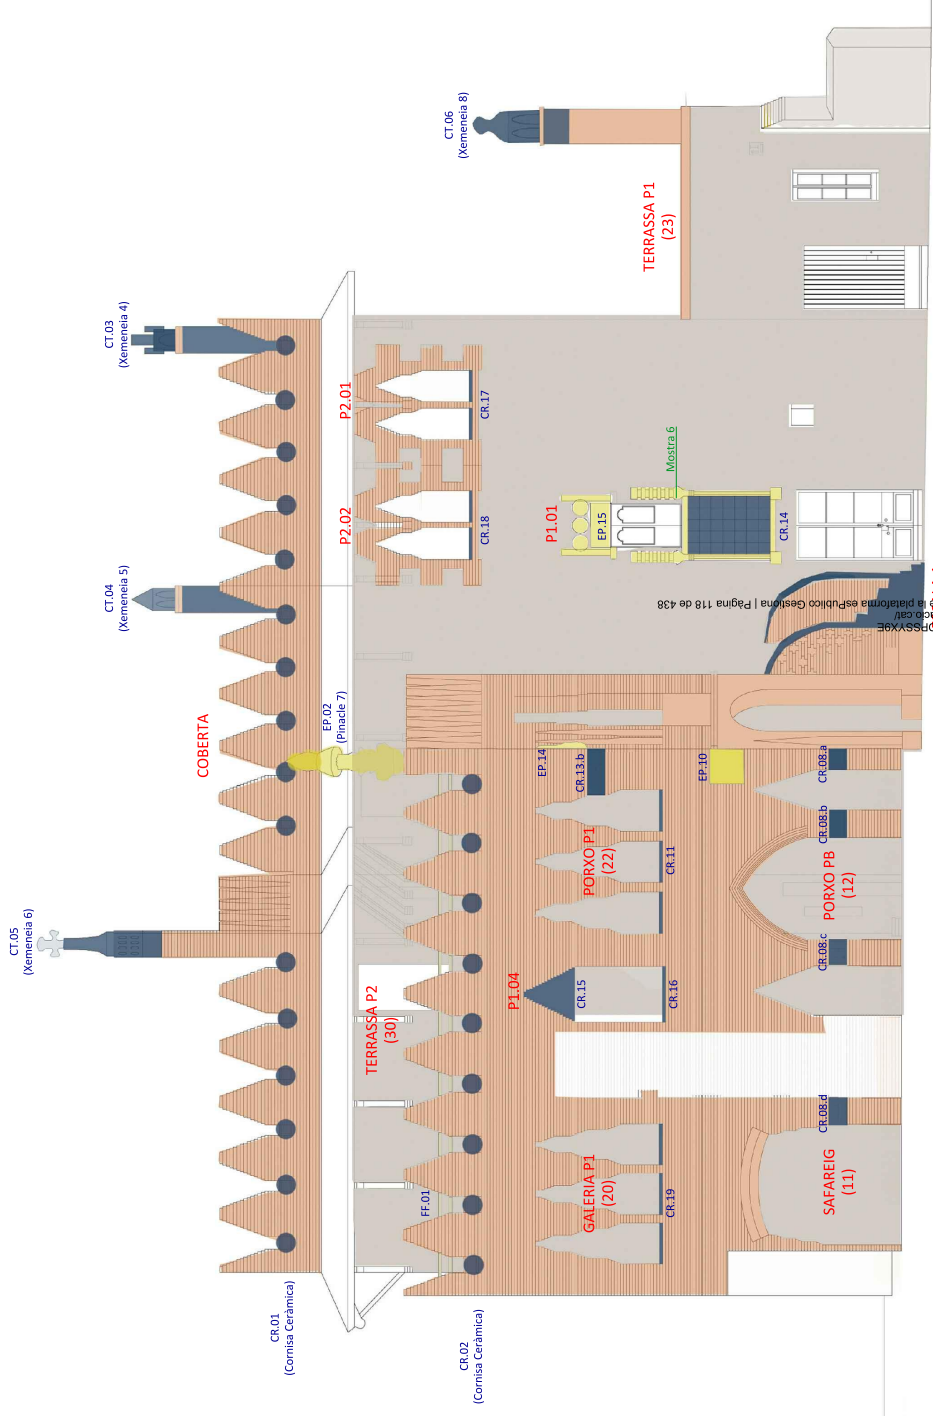 CT.05
(Xemeneia 6)
CT.04
(Xemeneia 5)
CT.03
(Xemeneia 4)
COBERTA
CR.01
(Cornisa Ceràmica)
EP.02
(Pinacle 7)
P2.02
P2.01
TERRASSA P2
(30)
FF.01
CT.06
(Xemeneia 8)
CR.02
(Cornisa Ceràmica)
CR.18
CR.17
P1.04
EP.14
P1.01
CR.15
CR.13.b
EP.15
GALERIA P1
(20)
PORXO P1
(22)
TERRASSA P1
(23)
CR.19
CR.16
CR.11
Mostra 6
EP.10
CR.14
SAFAREIG
(11)
CR.08.d
CR.08.c
PORXO PB
(12)
CR.08.b
CR.08.a
la plataforma esPublico Gestiona | Pàgina 118 de 438